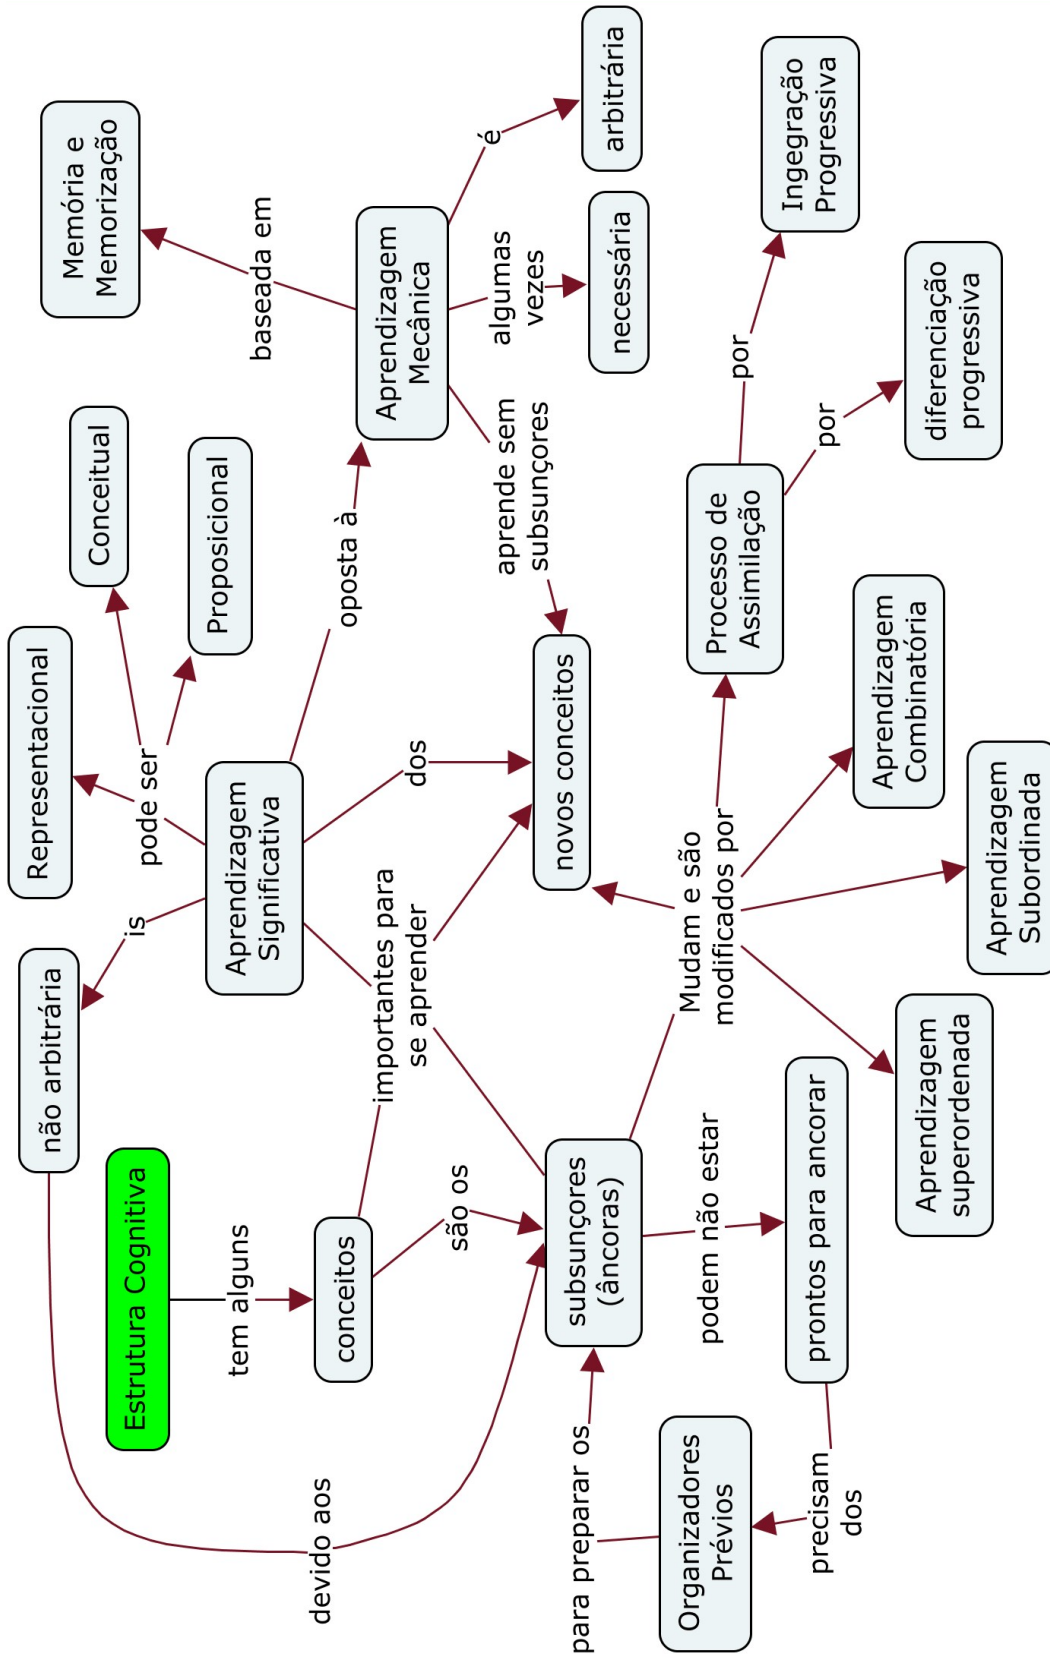 Estrutura Cognitiva
tem alguns
conceitos
são os
importantes para
se aprender
não arbitrária
is
devido aos
Aprendizagem
Significativa
pode ser
Representacional
Conceitual
Proposicional
oposta à
dos
Aprendizagem
Mecânica
baseada em
Memória e
Memorização
é
arbitrária
algumas
vezes
necessária
aprende sem
subsunçores
novos conceitos
subsunçores
(âncoras)
para preparar os
Organizadores
Prévios
precisam
dos
podem não estar
prontos para ancorar
Mudam e são
modificados por
Aprendizagem
superordenada
Aprendizagem
Subordinada
Aprendizagem
Combinatória
Processo de
Assimilação
por
Ingegração
Progressiva
por
diferenciação
progressiva